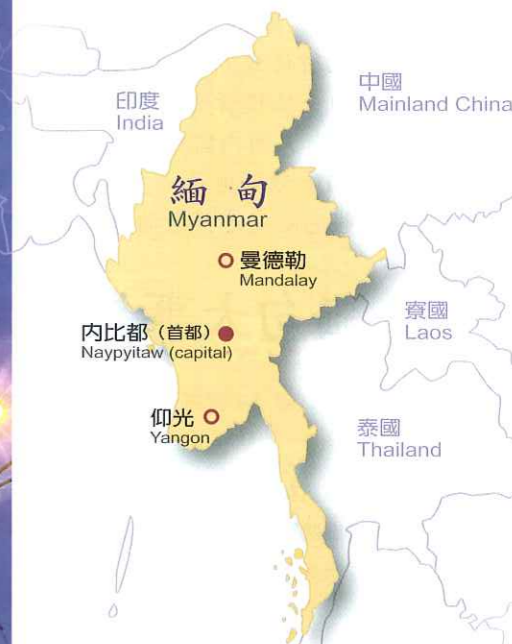 印度
India
中國
Mainland China
緬甸
Myanmar
曼德勒
Mandalay
寮國
Laos
內比都（首都）
Naypyitaw (capital)
仰光
Yangon
泰國
Thailand